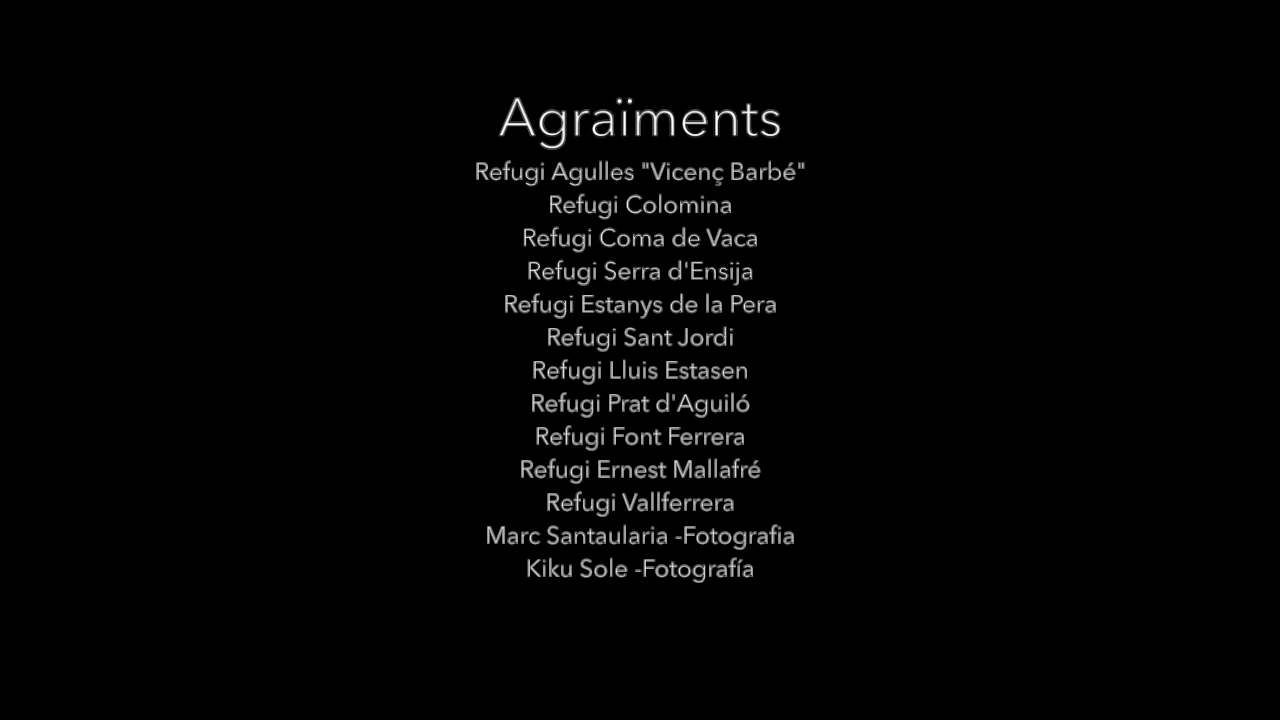 Agraïments
Refugi Agulles "Vicenç Barbé"
Refugi Colomina
Refugi Coma de Vaca
Refugi Serra d'Ensija
Refugi Estanys de la Pera
Refugi Sant Jordi
Refugi Lluis Estasen
Refugi Prat d'Aguiló
Refugi Font Ferrera
Refugi Ernest Mallafré
Refugi Vallferrera
Marc Santaularia -Fotografia
Kiku Sole -Fotografía